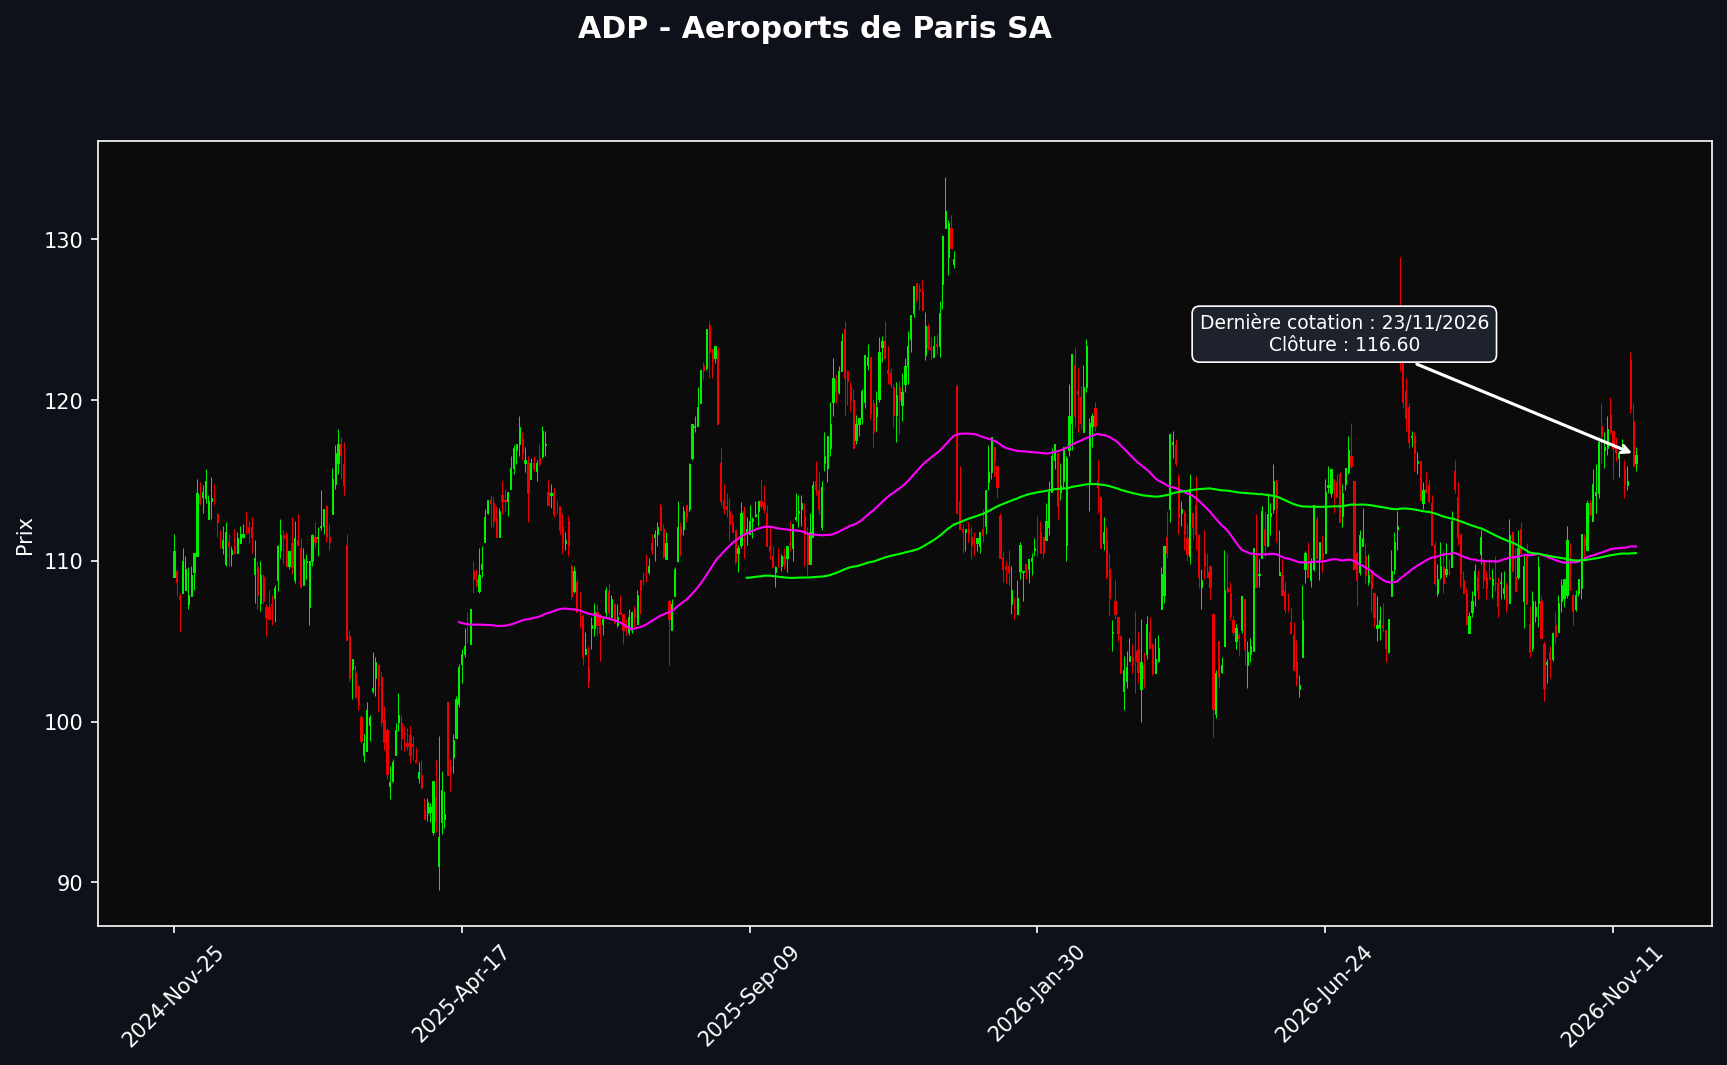 ADP - Aeroports de Paris SA
Prix
130
120
110
100
90
Dernière cotation : 23/11/2026
Clôture : 116.60
2024-Nov-25
2025-Apr-17
2025-Sep-09
2026-Jan-30
2026-Jun-24
2026-Nov-11